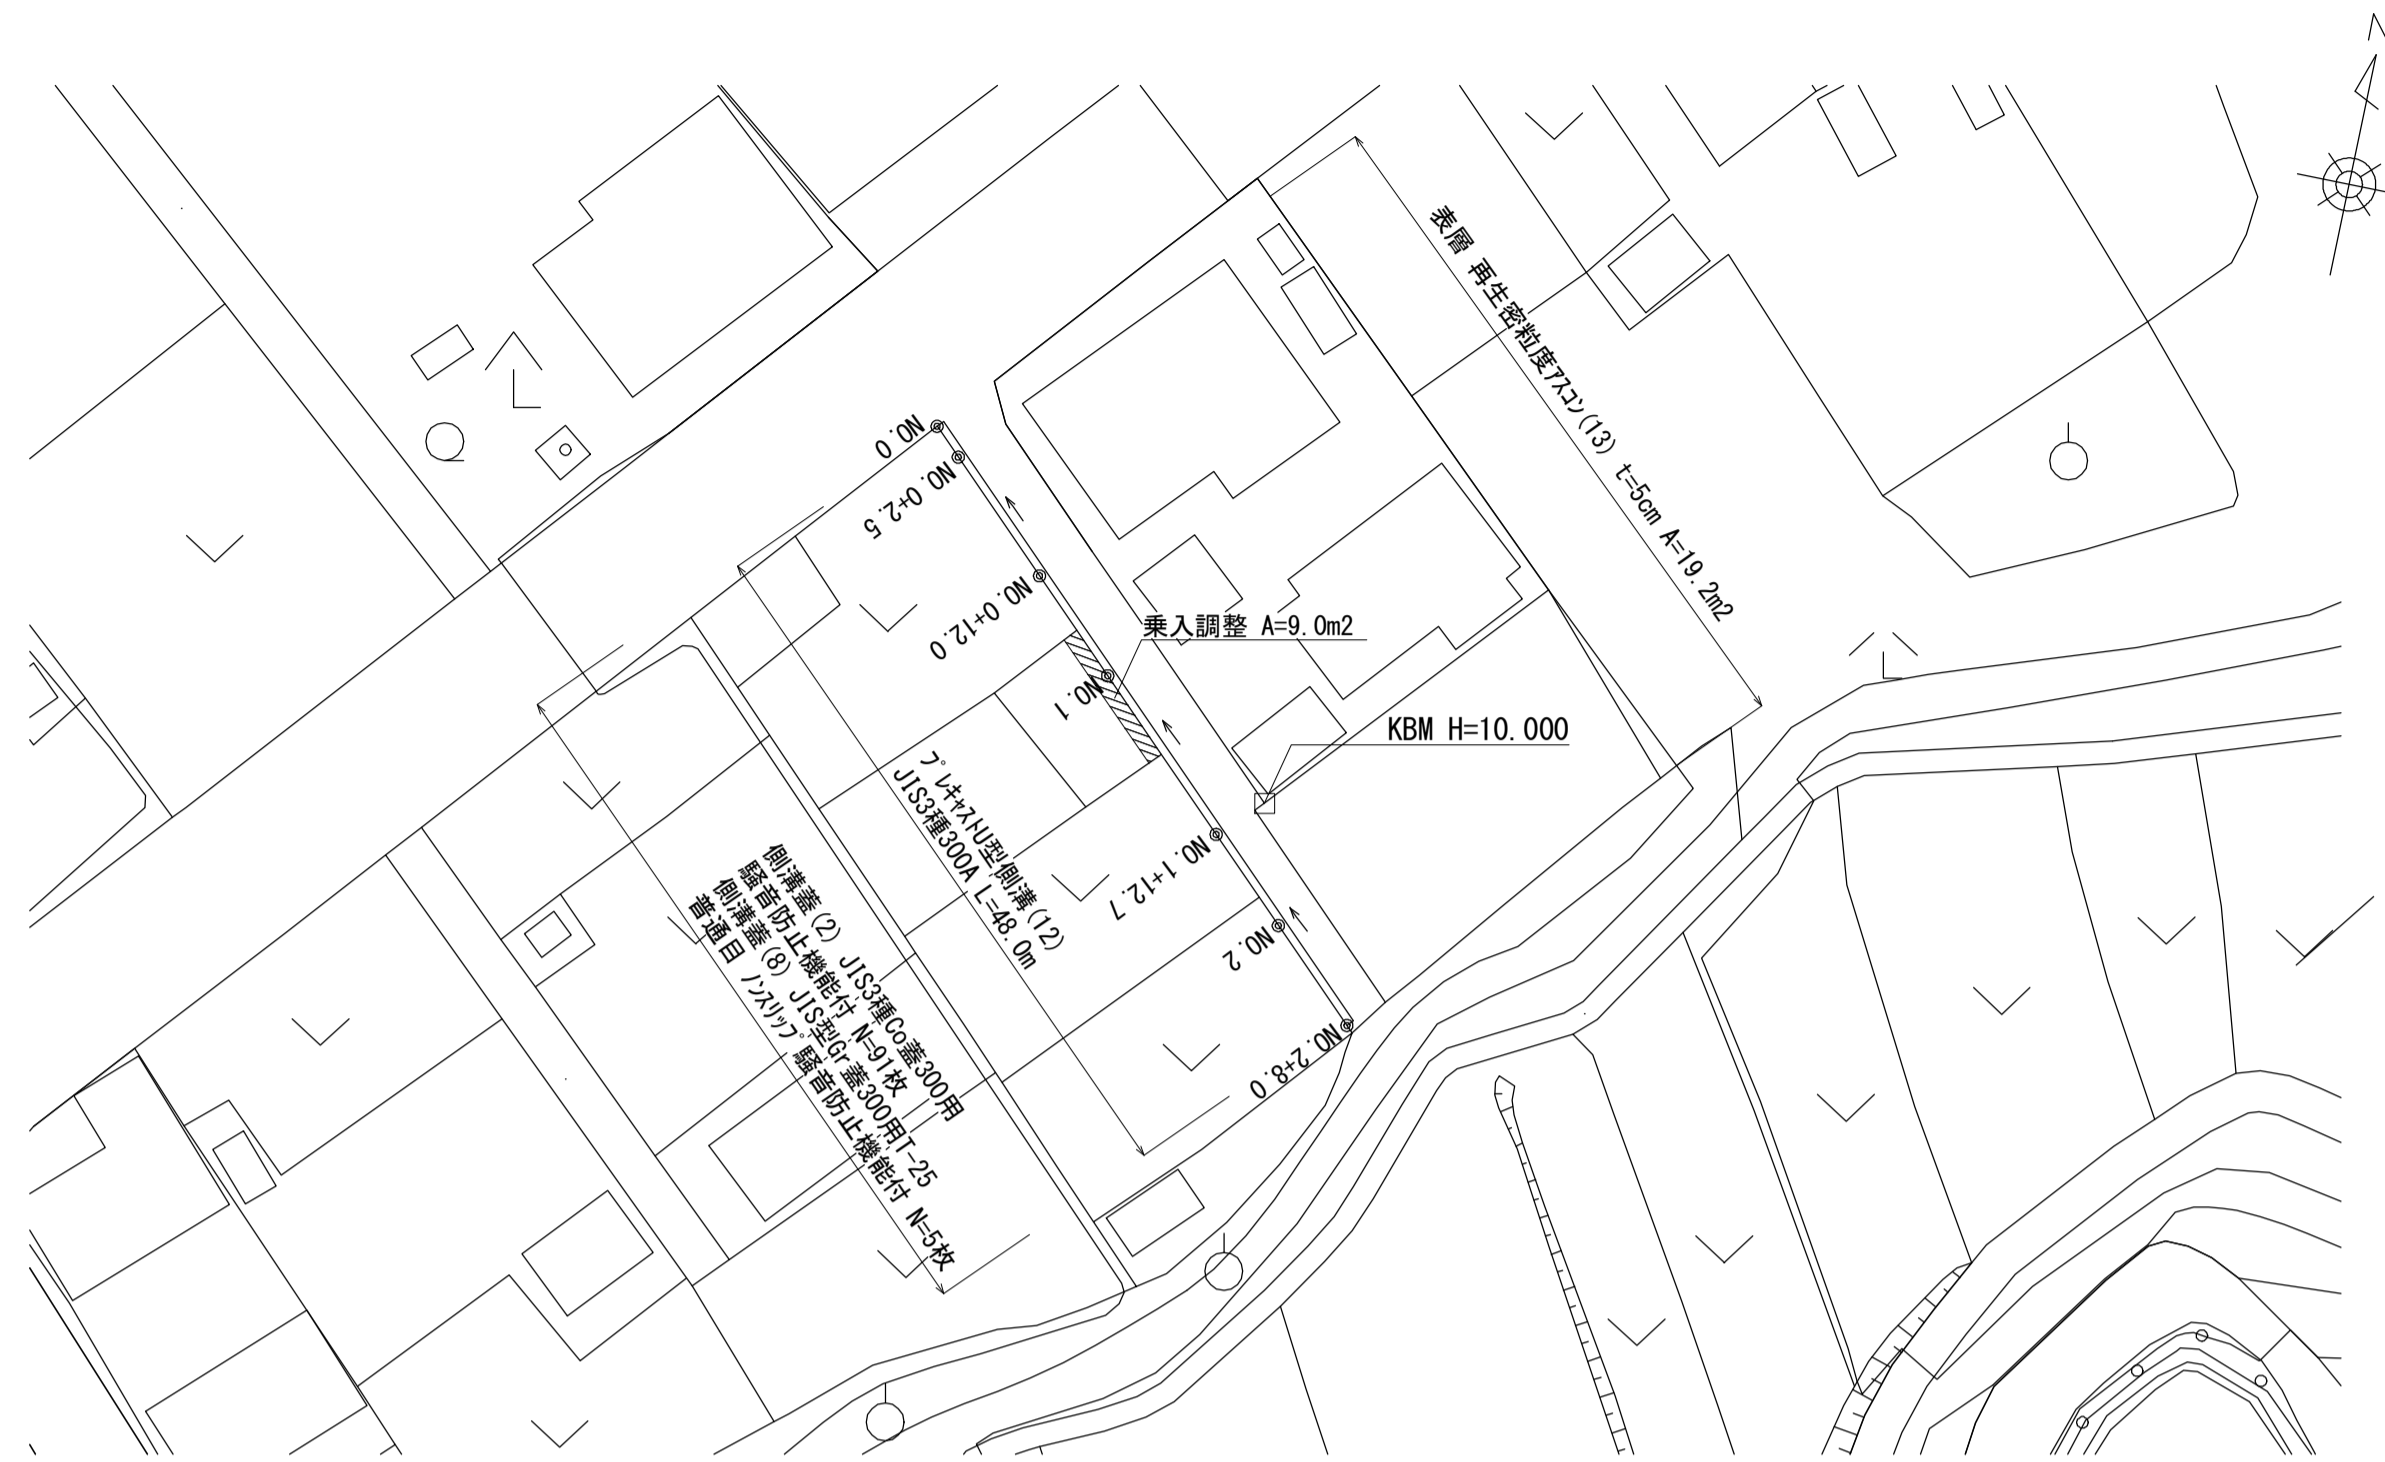 表層 再生密粒度アスコン(13) t=5cm A=19.2m2
NO.0
NO.0+2.5
NO.0+12.0
乗入調整 A=9.0m2
NO.1
KBM H=10.000
プレキャストU型側溝(12)
JIS3種300A L=48.0m
NO.1+12.7
NO.2
NO.2+8.0
側溝蓋(2) JIS3種Co蓋300用
騒音防止機能付 N=91枚
側溝蓋(8) JIS型Gr蓋300用T-25
普通目 ノンスリップ騒音防止機能付 N=5枚